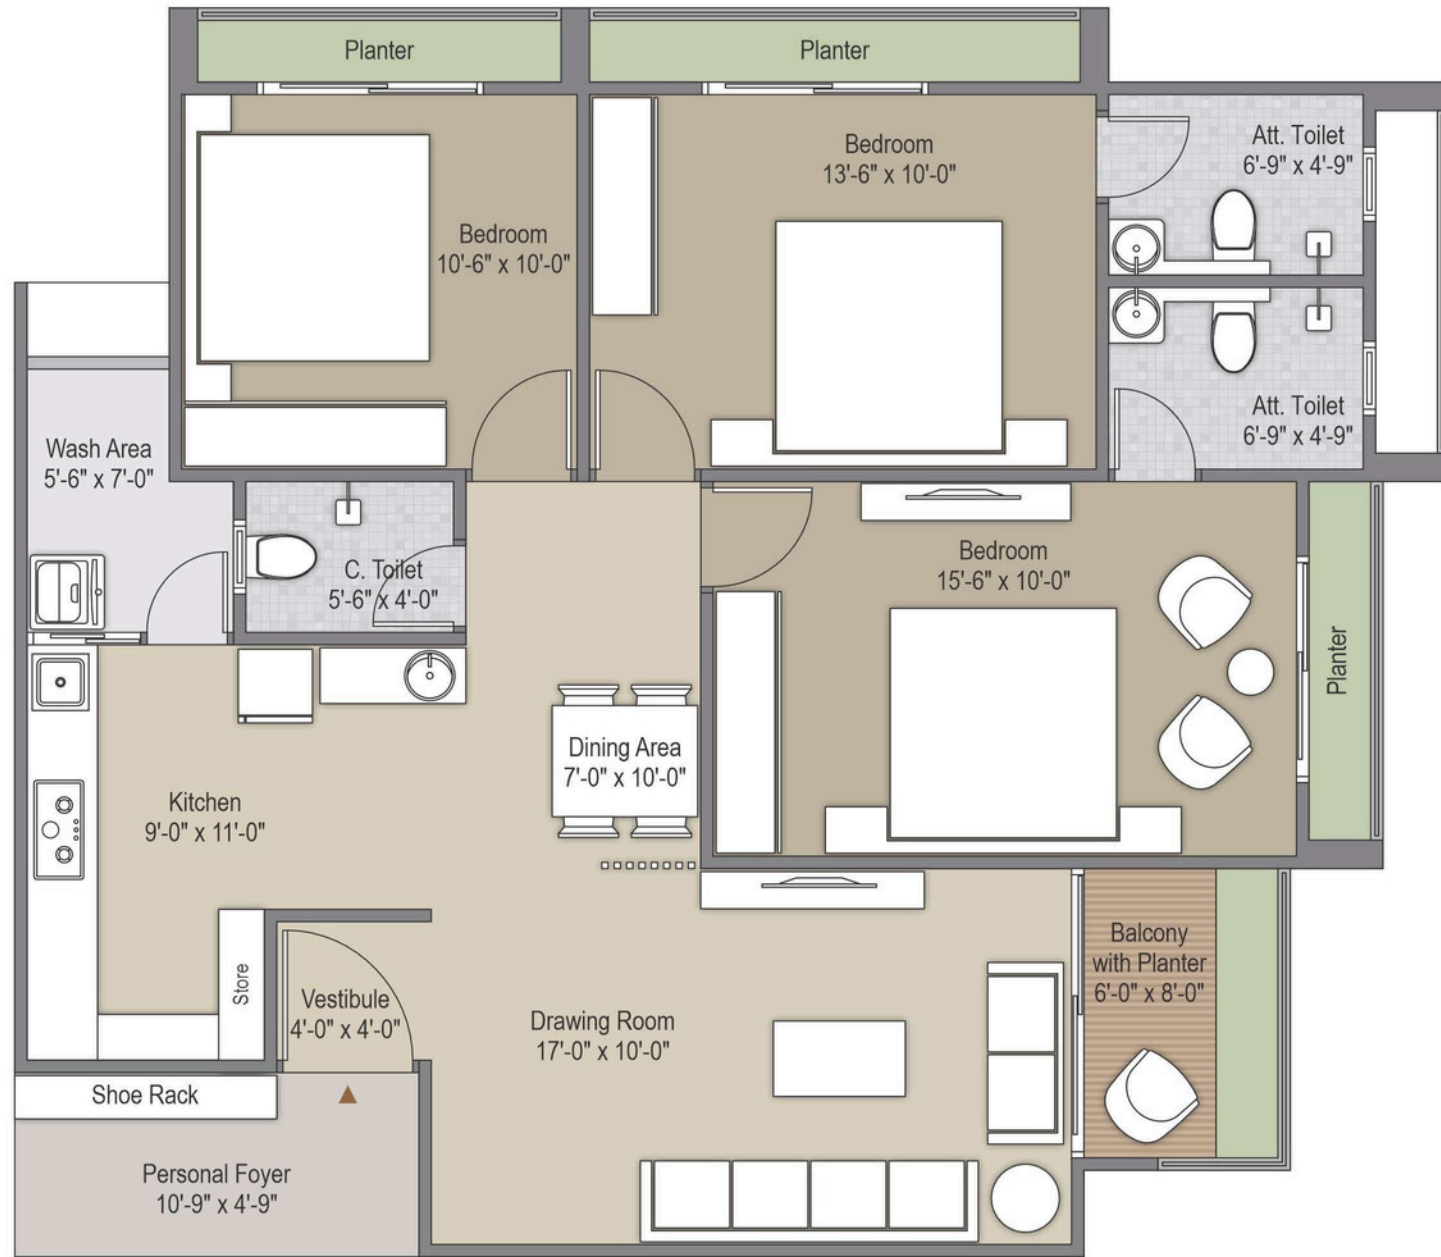 Planter
Planter
Bedroom
13'-6" x 10'-0"
Att. Toilet
6'-9" x 4'-9"
Bedroom
10'-6" x 10'-0"
Att. Toilet
6'-9" x 4'-9"
Wash Area
5'-6" x 7'-0"
C. Toilet
5'-6" x 4'-0"
Bedroom
15'-6" x 10'-0"
Planter
Dining Area
7'-0" x 10'-0"
Kitchen
9'-0" x 11'-0"
Balcony
with Planter
6'-0" x 8'-0"
Store
Vestibule
4'-0" x 4'-0"
Drawing Room
17'-0" x 10'-0"
Shoe Rack
Personal Foyer
10'-9" x 4'-9"